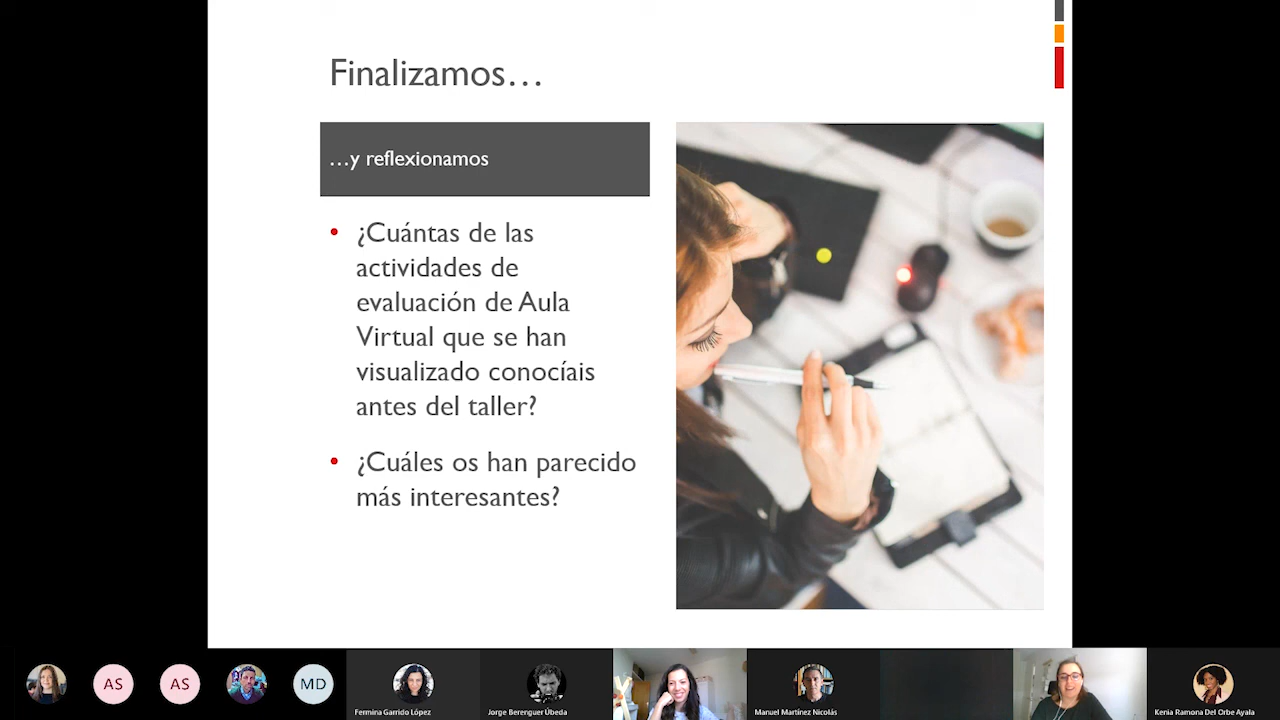 Finalizamos...
...y reflexionamos
• ¿Cuántas de las
actividades de
evaluación de Aula
Virtual que se han
visualizado conocíais
antes del taller?
• ¿Cuáles os han parecido
más interesantes?
AS
AS
MD
Fermina Garrido López
Jorge Berenguer Úbeda
Manuel Martínez Nicolás
Kenia Ramona Del Orbe Ayala